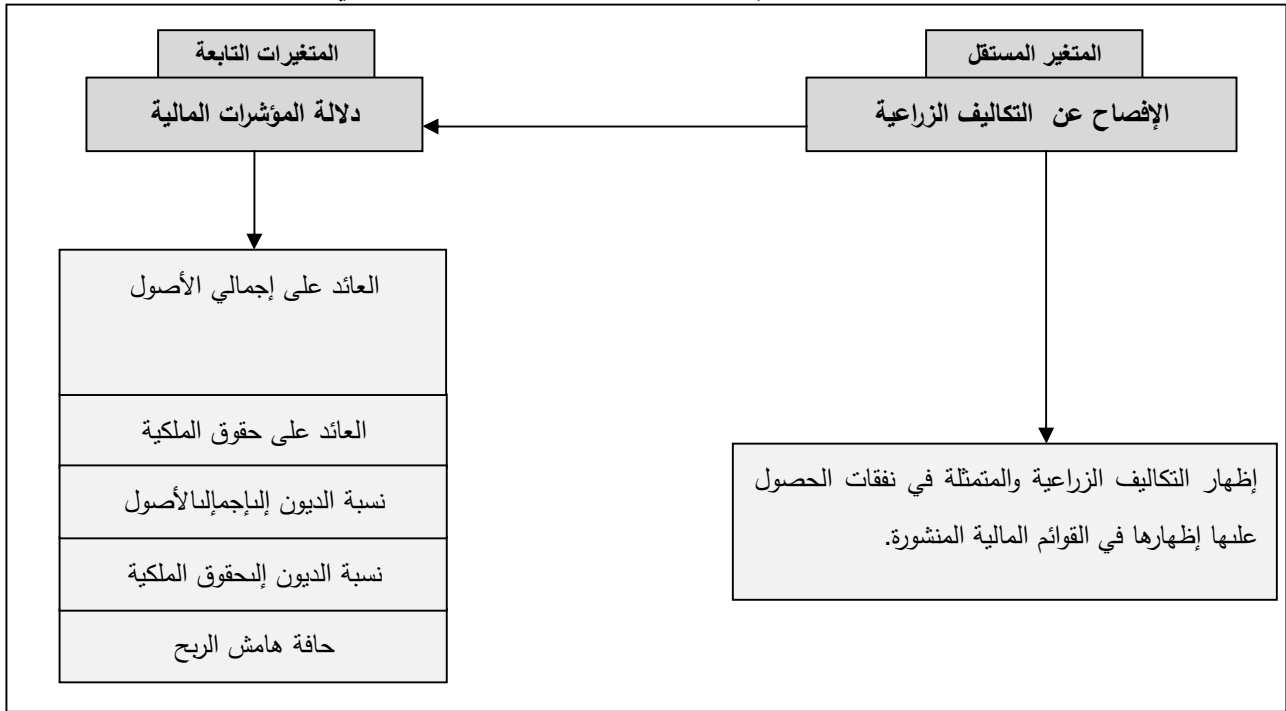 المتغير المستقل
الإفصاح عن التكاليف الزراعية
إظهار التكاليف الزراعية والمتمثلة في نفقات الحصول
علىها إظهارها في القوائم المالية المنشورة.
المتغيرات التابعة
دلالة المؤشرات المالية
العائد على إجمالي الأصول
العائد على حقوق الملكية
نسبة الديون إلىإجمإلىالأصول
نسبة الديون إلىحقوق الملكية
حافة هامش الربح